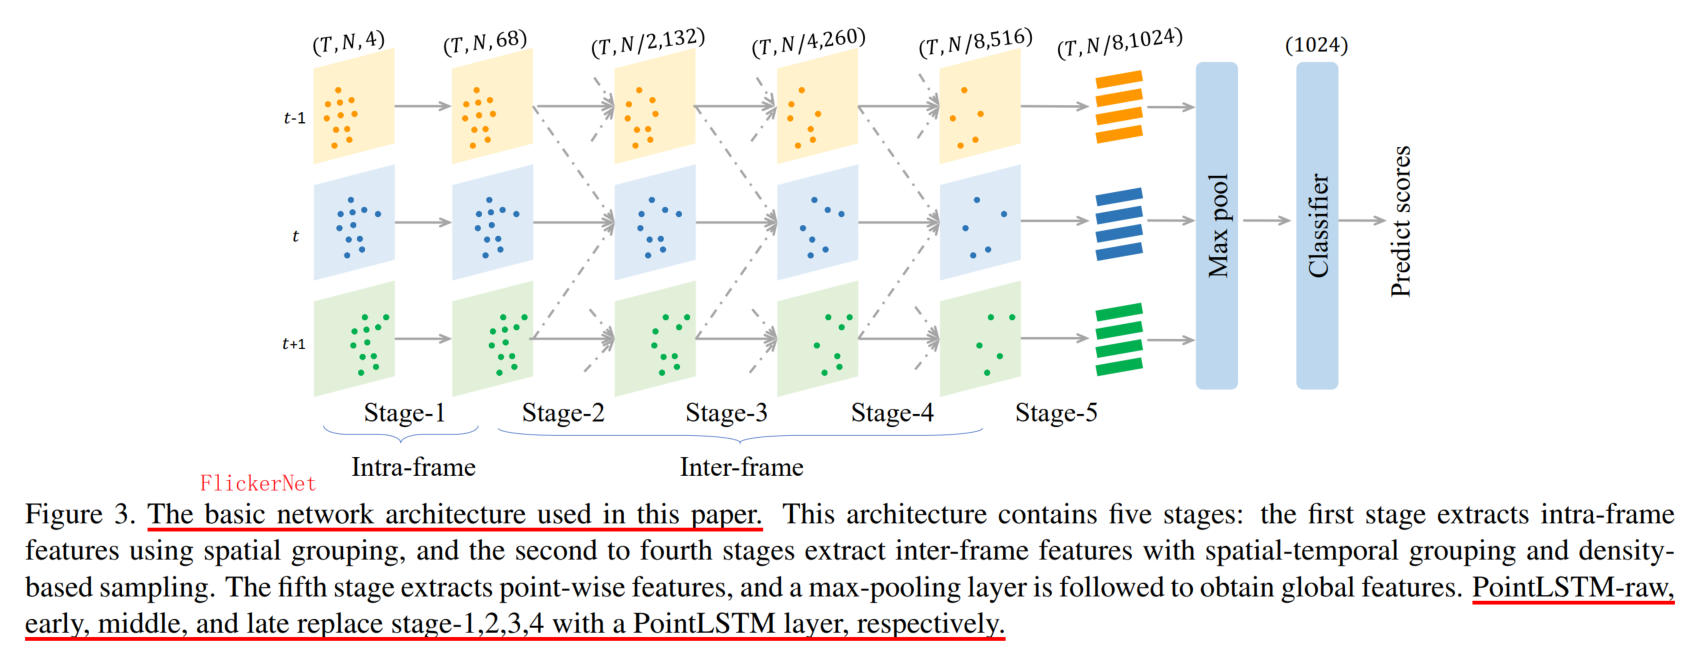 (T, N, 4) (T, N, 68) (T, N/2,132) (T, N/4,260) (T, N/8,516) (T, N/8,1024) (1024)
t-1
t
t+1
Max pool
Classifier
Predict scores
Stage-1 Stage-2 Stage-3 Stage-4 Stage-5
Intra-frame Inter-frame
FlickerNet
Figure 3. The basic network architecture used in this paper. This architecture contains five stages: the first stage extracts intra-frame
features using spatial grouping, and the second to fourth stages extract inter-frame features with spatial-temporal grouping and density-
based sampling. The fifth stage extracts point-wise features, and a max-pooling layer is followed to obtain global features. PointLSTM-raw,
early, middle, and late replace stage-1,2,3,4 with a PointLSTM layer, respectively.